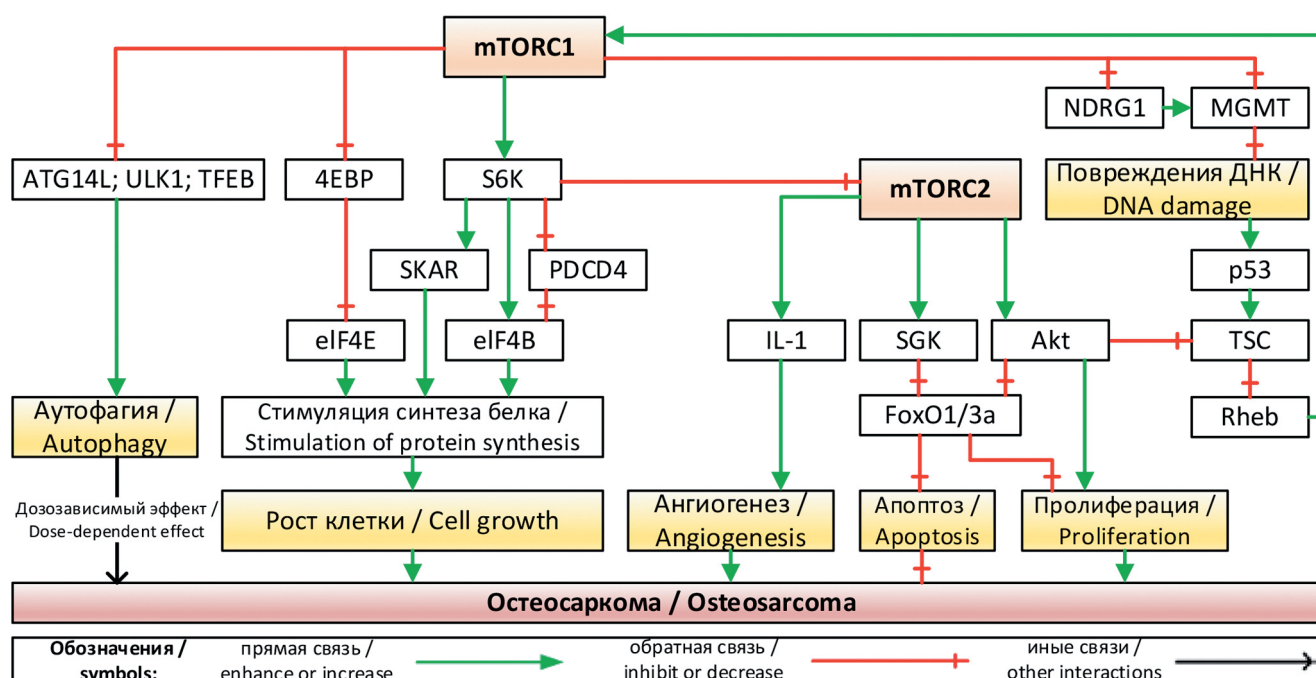 mTORC1
NDRG1
MGMT
ATG14L; ULK1; TFEB
4EBP
S6K
mTORC2
Повреждения ДНК /
DNA damage
SKAR
PDCD4
p53
elF4E
elF4B
IL-1
SGK
Akt
TSC
Аутофагия /
Autophagy
Стимуляция синтеза белка /
Stimulation of protein synthesis
FoxO1/3a
Rheb
Дозозависимый эффект /
Dose-dependent effect
Рост клетки / Cell growth
Ангиогенез /
Angiogenesis
Апоптоз /
Apoptosis
Пролиферация /
Proliferation
Остеосаркома / Osteosarcoma
Обозначения /
symbols:
прямая связь /
enhance or increase
обратная связь /
inhibit or decrease
иные связи /
other interactions